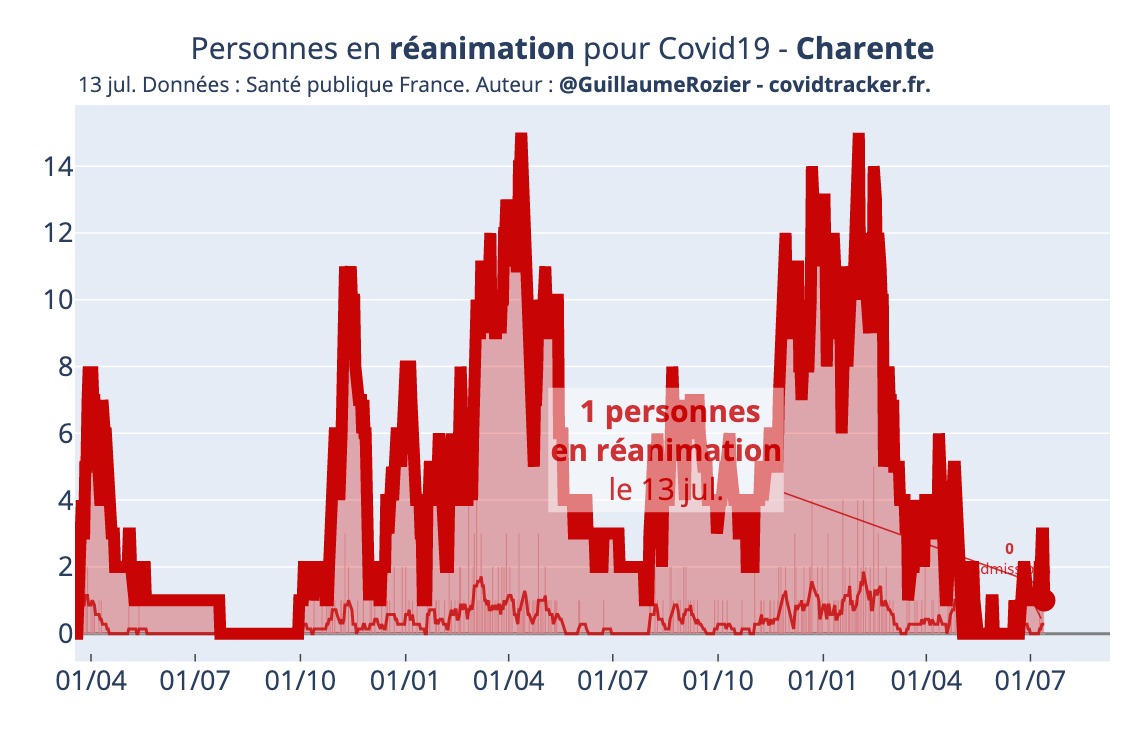 Personnes en réanimation pour Covid19 - Charente
13 jul. Données : Santé publique France. Auteur : @GuillaumeRozier - covidtracker.fr.
14
12
10
8
6
4
2
0
1 personnes
en réanimation
le 13 jul.
0
01/04 01/07 01/10 01/01 01/04 01/07 01/10 01/01 01/04 01/07